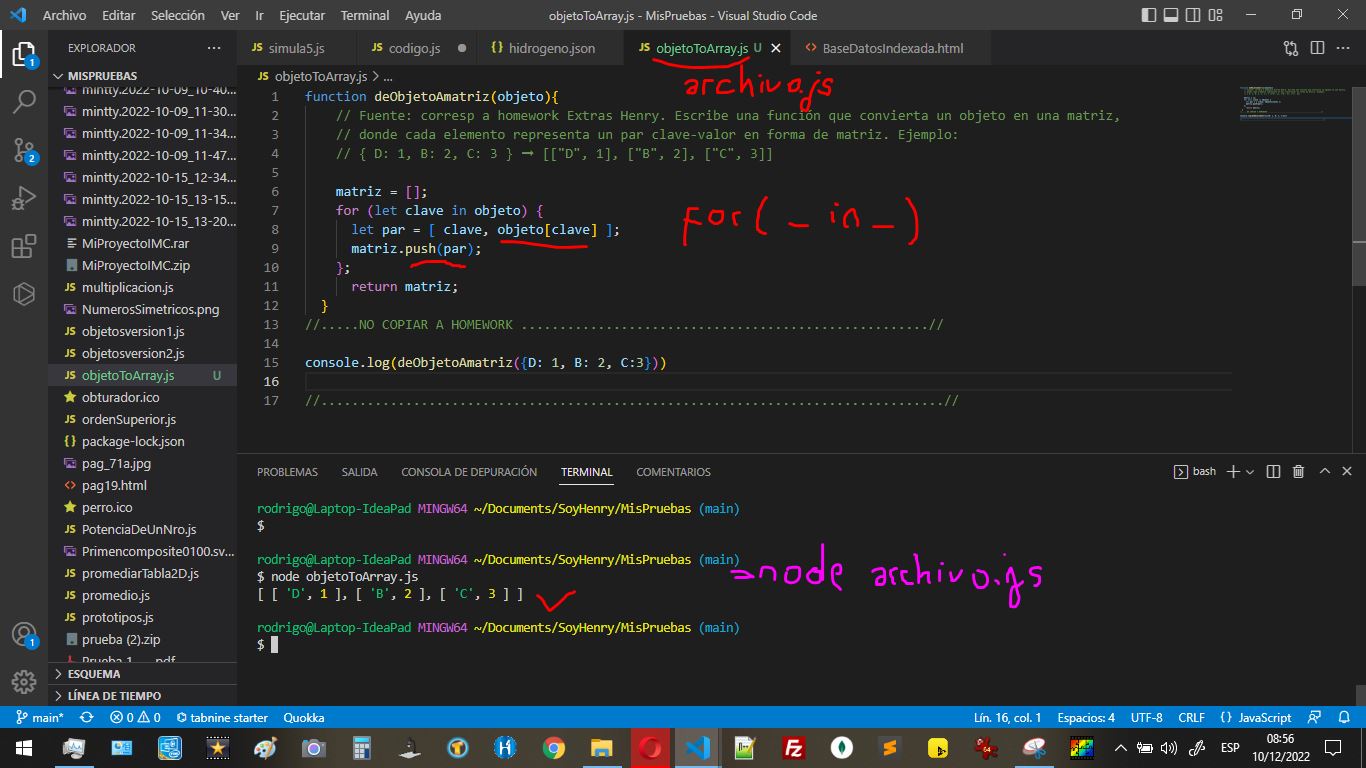 Archivo Editar Selección Ver Ir Ejecutar Terminal Ayuda objetoToArray.js - MisPruebas - Visual Studio Code
EXPLORADOR ...
MISPRUEBAS
mintty.2022-10-09_10-40...
mintty.2022-10-09_11-30...
mintty.2022-10-09_11-34...
mintty.2022-10-09_11-47...
mintty.2022-10-15_12-34...
mintty.2022-10-15_13-15...
mintty.2022-10-15_13-20...
MiProyectoIMC.rar
MiProyectoIMC.zip
JS multiplicacion.js
NumerosSimetricos.png
JS objetosversion1.js
JS objetosversion2.js
JS objetoToArray.js U
obturador.ico
JS ordenSuperior.js
{} package-lock.json
pag_71a.jpg
<> pag19.html
perro.ico
JS PotenciaDeUnNro.js
Primencomposite0100.sv...
JS promediarTabla2D.js
JS promedio.js
JS prototipos.js
prueba (2).zip
ESQUEMA
LÍNEA DE TIEMPO
1
2
1
JS simula5.js JS codigo.js {} hidrogeno.json JS objetoToArray.js U <> BaseDatosIndexada.html
JS objetoToArray.js > ...
archivo.js
1 function deObjetoAmatriz(objeto){
2 // Fuente: corresp a homework Extras Henry. Escribe una función que convierta un objeto en una matriz,
3 // donde cada elemento representa un par clave-valor en forma de matriz. Ejemplo:
4 // { D: 1, B: 2, C: 3 } ➞ [["D", 1], ["B", 2], ["C", 3]]
5
6 matriz = [];
7 for (let clave in objeto) {
8 let par = [ clave, objeto[clave] ];
9 matriz.push(par);
10 };
11 return matriz;
12 }
13 //.....NO COPIAR A HOMEWORK ....................................................//
14
15 console.log(deObjetoAmatriz({D: 1, B: 2, C:3}))
16
17 //...............................................................................//
For( _ in _ )
PROBLEMAS SALIDA CONSOLA DE DEPURACIÓN TERMINAL COMENTARIOS bash
rodrigo@Laptop-IdeaPad MINGW64 ~/Documents/SoyHenry/MisPruebas (main)
$
rodrigo@Laptop-IdeaPad MINGW64 ~/Documents/SoyHenry/MisPruebas (main)
$ node objetoToArray.js
[ [ 'D', 1 ], [ 'B', 2 ], [ 'C', 3 ] ]
rodrigo@Laptop-IdeaPad MINGW64 ~/Documents/SoyHenry/MisPruebas (main)
$
=node archivo.js
main* 0 0 tabnine starter Quokka Lín. 16, col. 1 Espacios: 4 UTF-8 CRLF {} JavaScript
ESP 08:56
10/12/2022